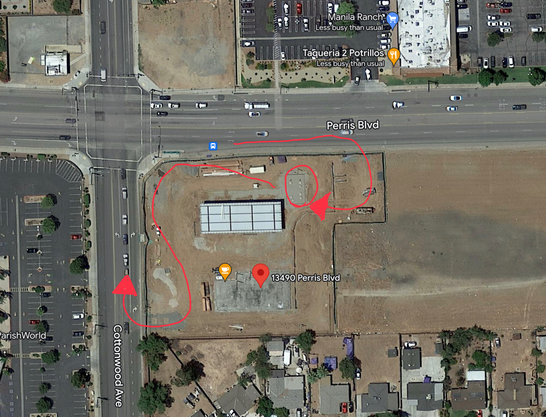 Manila Ranch
Less busy than usual
Taqueria 2 Potrillos
Less busy than usual
Perris Blvd
13490 Perris Blvd
ParishWorld
Cottonwood Ave